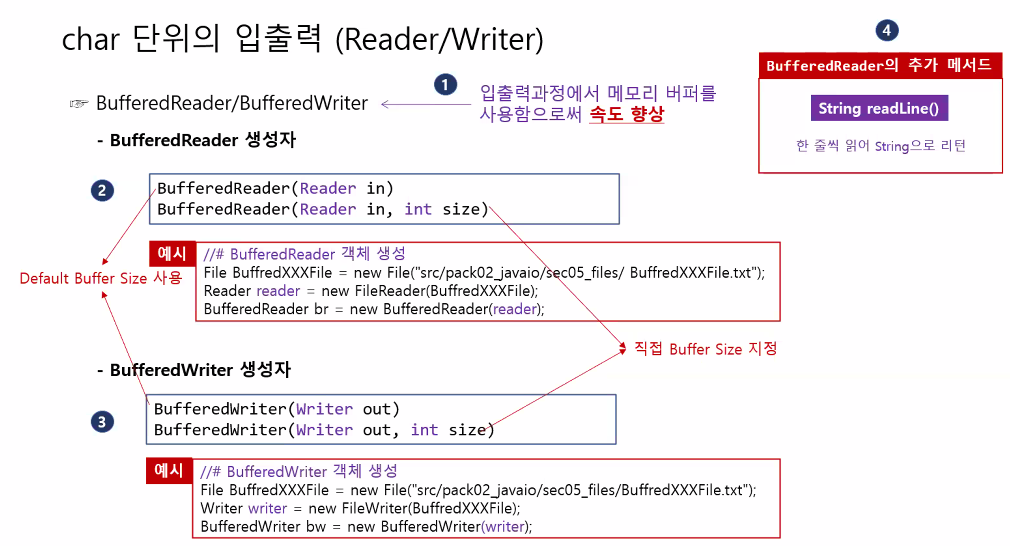 char 단위의 입출력 (Reader/Writer)
4
BufferedReader의 추가 메서드
String readLine()
한 줄씩 읽어 String으로 리턴
☞ BufferedReader/BufferedWriter
1
입출력과정에서 메모리 버퍼를
사용함으로써 속도 향상
- BufferedReader 생성자
2
BufferedReader(Reader in)
BufferedReader(Reader in, int size)
예시
//# BufferedReader 객체 생성
File BuffredXXXFile = new File("src/pack02_javaio/sec05_files/ BuffredXXXFile.txt");
Reader reader = new FileReader(BuffredXXXFile);
BufferedReader br = new BufferedReader(reader);
Default Buffer Size 사용
직접 Buffer Size 지정
- BufferedWriter 생성자
3
BufferedWriter(Writer out)
BufferedWriter(Writer out, int size)
예시
//# BufferedWriter 객체 생성
File BuffredXXXFile = new File("src/pack02_javaio/sec05_files/BuffredXXXFile.txt");
Writer writer = new FileWriter(BuffredXXXFile);
BufferedWriter bw = new BufferedWriter(writer);